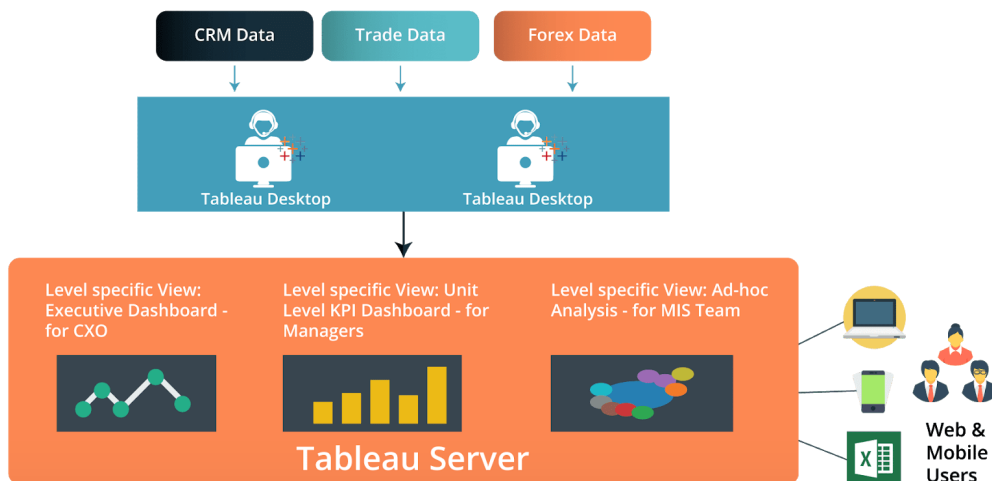 CRM Data
Trade Data
Forex Data
Tableau Desktop
Tableau Desktop
Level specific View:
Executive Dashboard -
for CXO
Level specific View: Unit
Level KPI Dashboard - for
Managers
Level specific View: Ad-hoc
Analysis - for MIS Team
Tableau Server
X
Web &
Mobile
Users